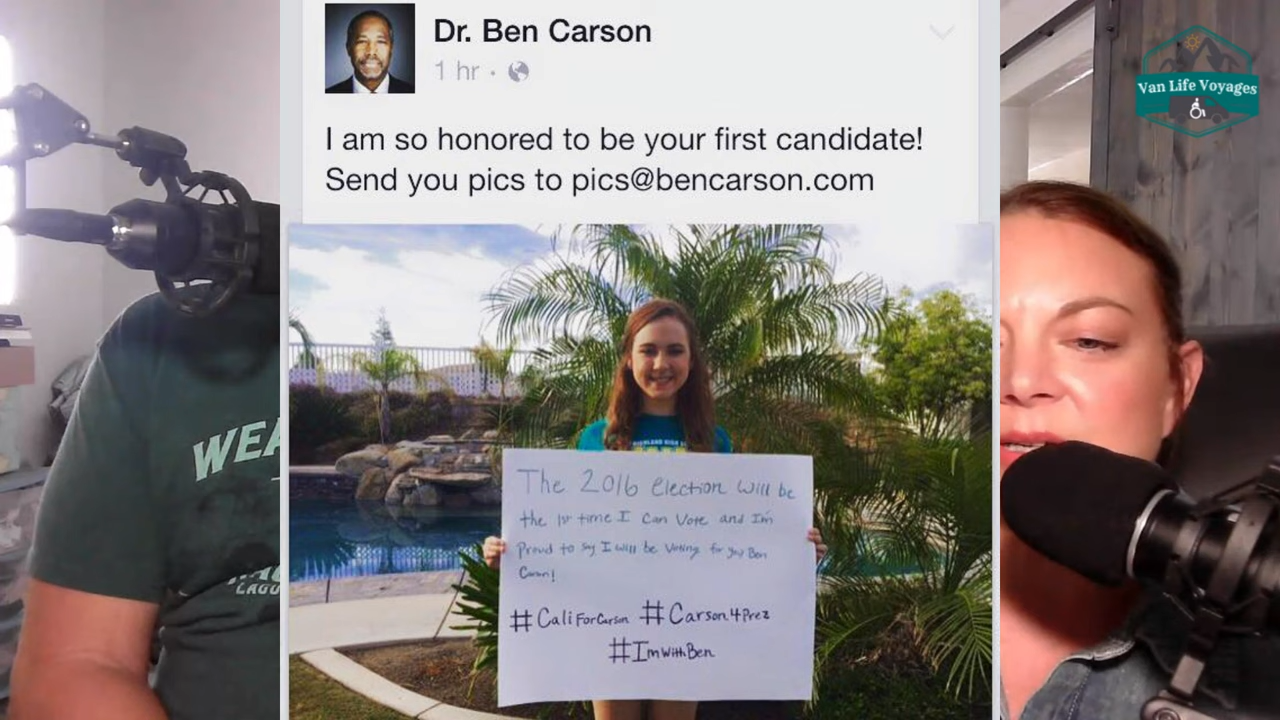 Dr. Ben Carson
1 hr ·
I am so honored to be your first candidate!
Send you pics to pics@bencarson.com
Van Life Voyages
WEA
LAGU
The 2016 election will be
the 1st time I can vote and I'm
Proud to say I will be voting for you Ben
Carson!
#CaliForCarson #Carson4Prez
#ImWithBen